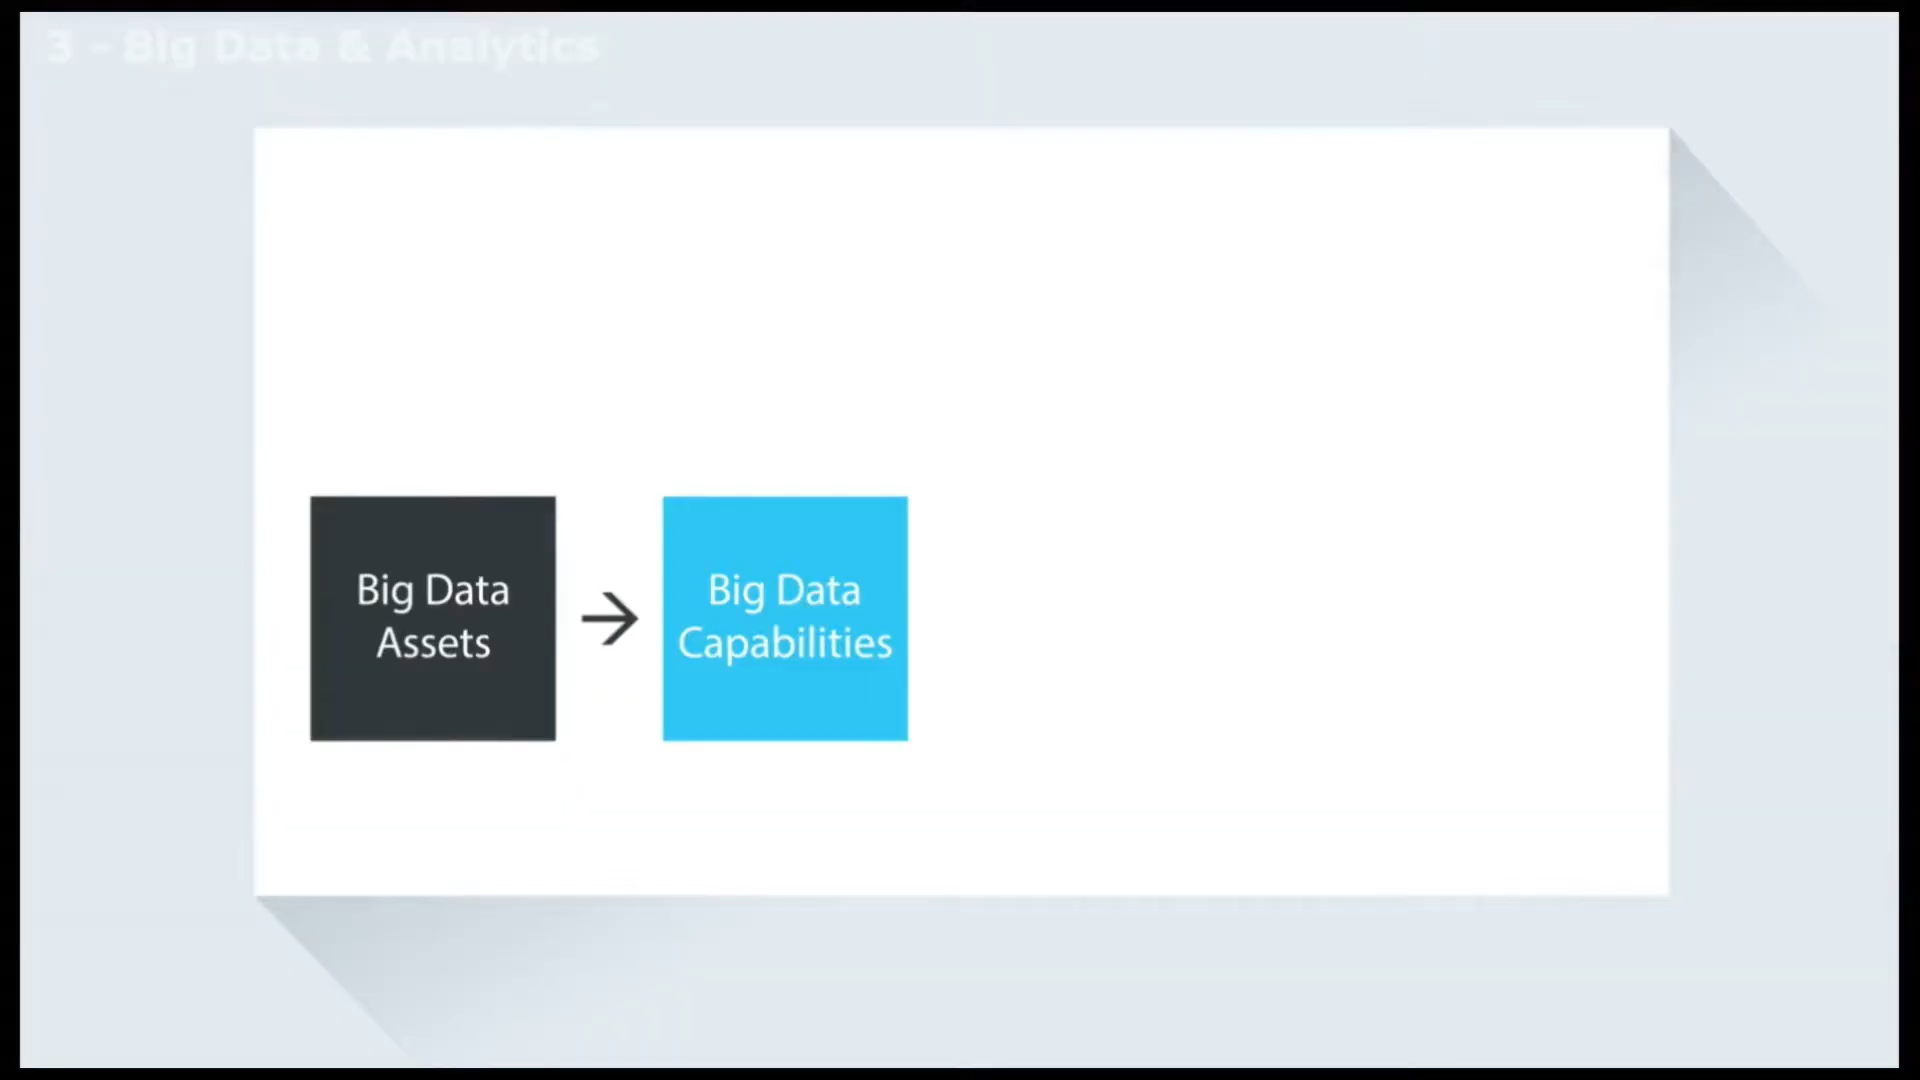 3 - Big Data & Analytics
Big Data
Assets
Big Data
Capabilities